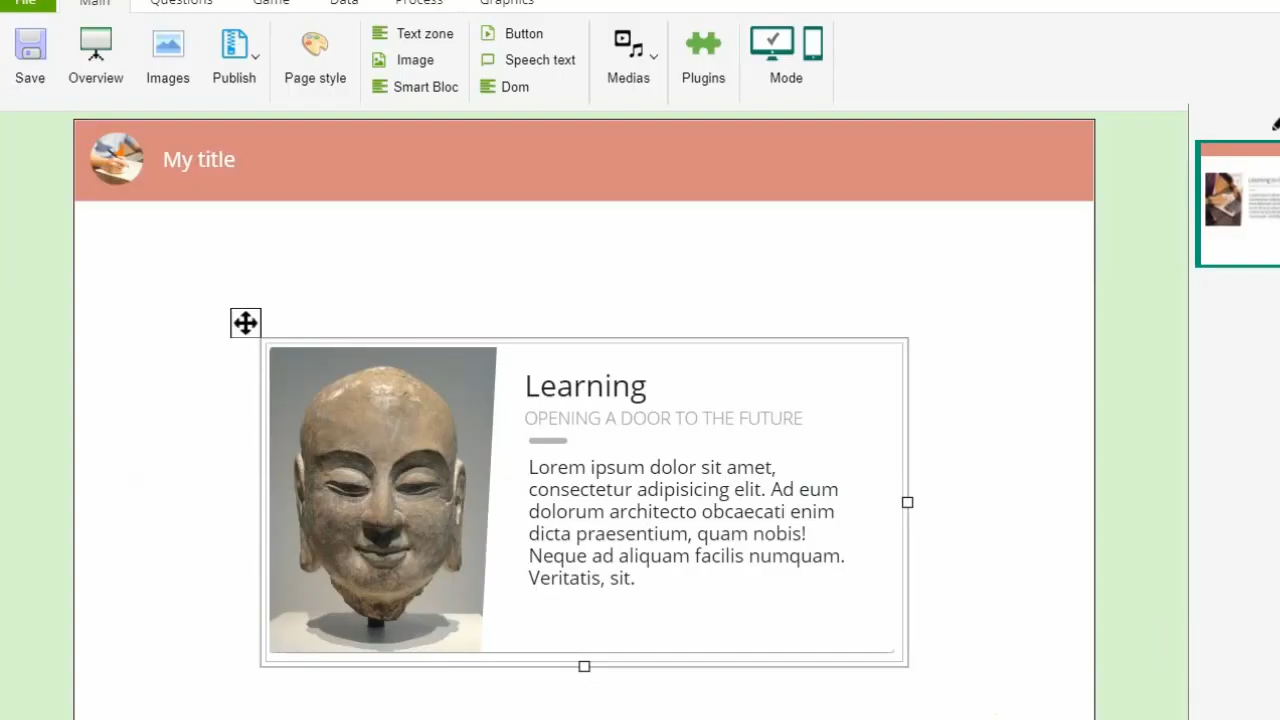 File Main Questions Game Data Process Graphics
Save Overview Images Publish Page style
Text zone
Image
Smart Bloc
Button
Speech text
Dom
Medias Plugins Mode
My title
Learning
OPENING A DOOR TO THE FUTURE
Lorem ipsum dolor sit amet,
consectetur adipisicing elit. Ad eum
dolorum architecto obcaecati enim
dicta praesentium, quam nobis!
Neque ad aliquam facilis numquam.
Veritatis, sit.